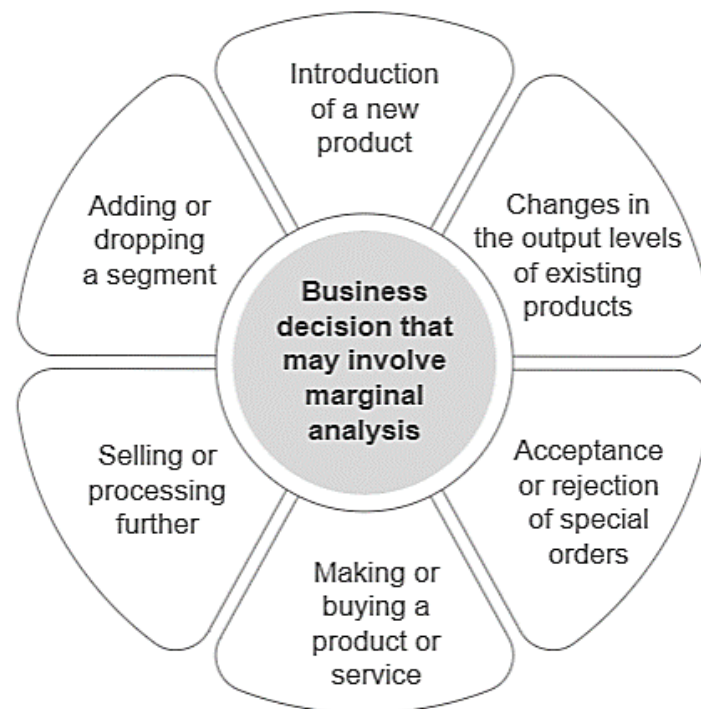 Introduction
of a new
product
Changes in
the output levels
of existing
products
Acceptance
or rejection
of special
orders
Making or
buying a
product or
service
Selling or
processing
further
Adding or
dropping
a segment
Business
decision that
may involve
marginal
analysis